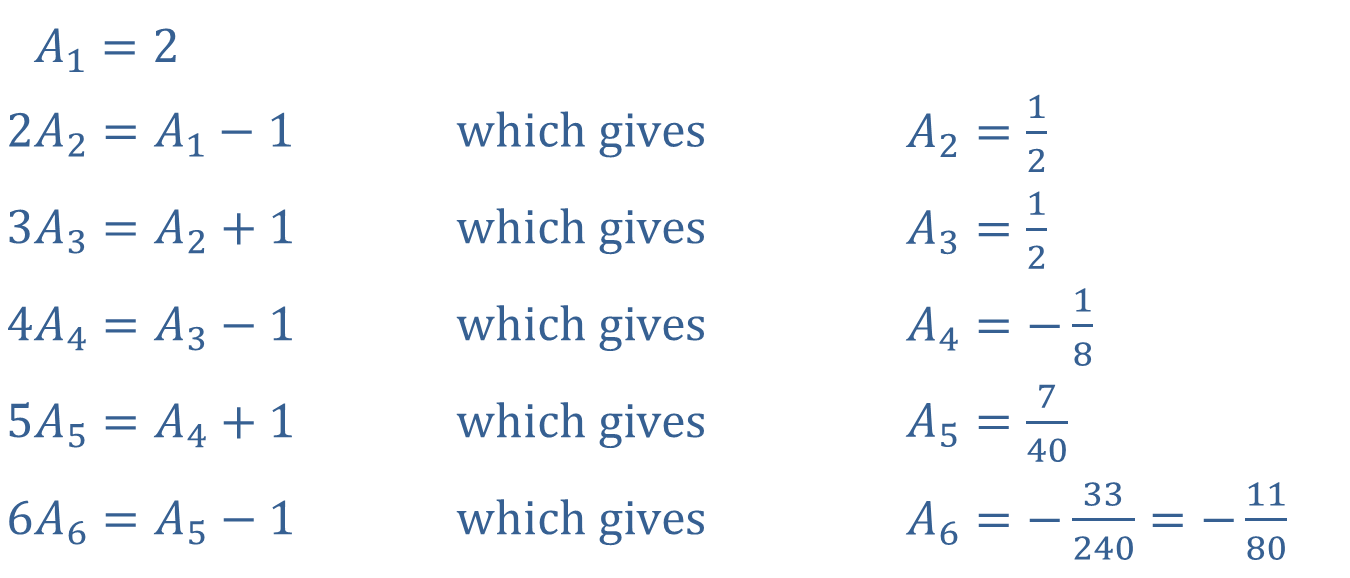 A₁ = 2
2A₂ = A₁ − 1 which gives A₂ = 1/2
3A₃ = A₂ + 1 which gives A₃ = 1/2
4A₄ = A₃ − 1 which gives A₄ = − 1/8
5A₅ = A₄ + 1 which gives A₅ = 7/40
6A₆ = A₅ − 1 which gives A₆ = − 33/240 = − 11/80